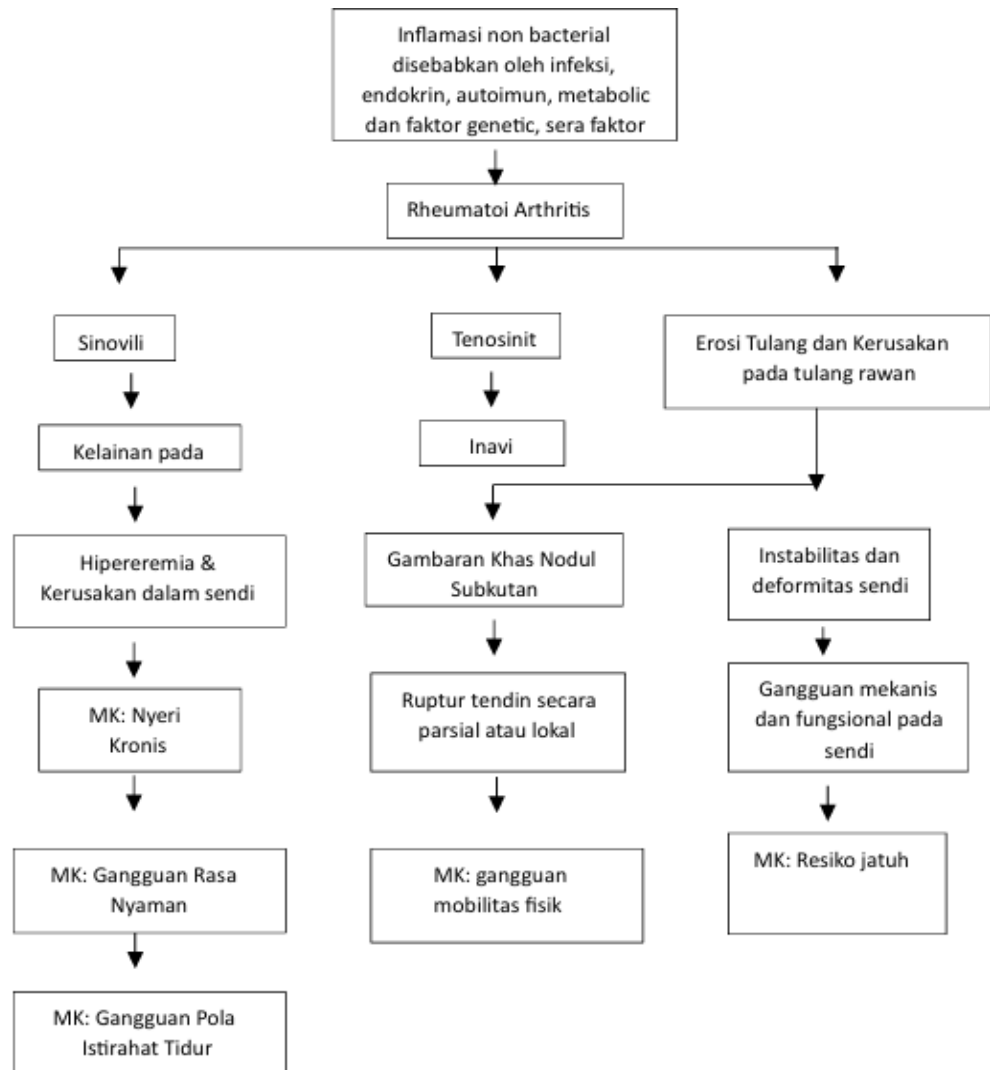 Inflamasi non bacterial
disebabkan oleh infeksi,
endokrin, autoimun, metabolic
dan faktor genetic, sera faktor
Rheumatoi Arthritis
Sinovili
Tenosinit
Erosi Tulang dan Kerusakan
pada tulang rawan
Kelainan pada
Inavi
Hipereremia &
Kerusakan dalam sendi
Gambaran Khas Nodul
Subkutan
Instabilitas dan
deformitas sendi
MK: Nyeri
Kronis
Ruptur tendin secara
parsial atau lokal
Gangguan mekanis
dan fungsional pada
sendi
MK: Gangguan Rasa
Nyaman
MK: gangguan
mobilitas fisik
MK: Resiko jatuh
MK: Gangguan Pola
Istirahat Tidur